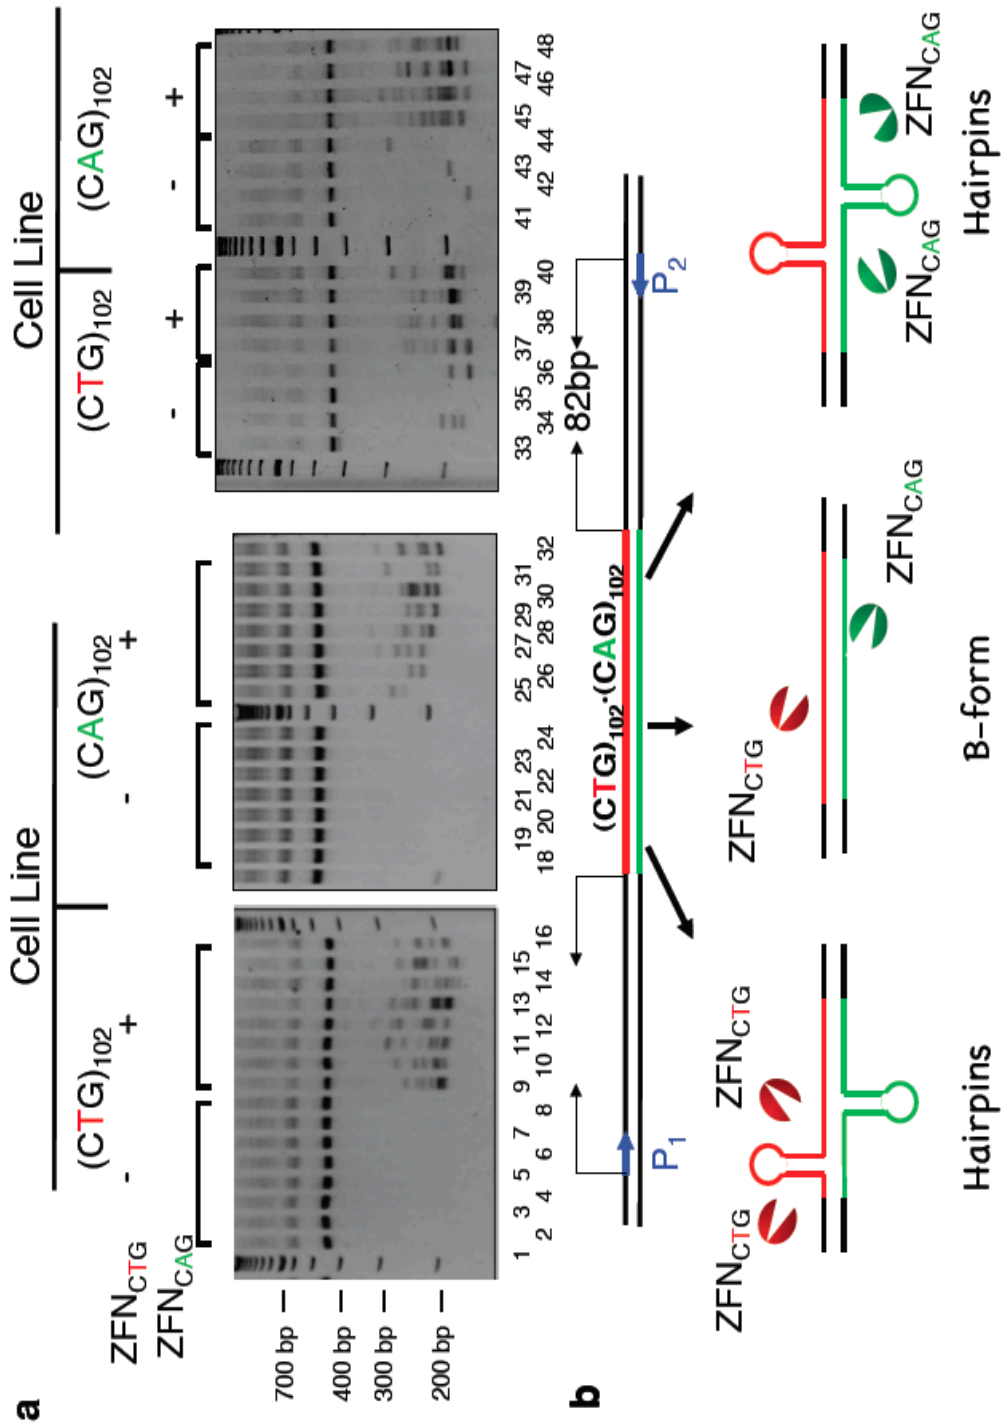 a
Cell Line
Cell Line
(CTG)102
(CAG)102
(CTG)102
(CAG)102
ZFNCTG
-
+
-
+
ZFNCAG
-
+
-
+
700 bp
400 bp
300 bp
200 bp
1 2 3 4 5 6 7 8 9 10 11 12 13 14 15 16
18 19 20 21 22 23 24 25 26 27 28 29 30 31 32
33 34 35 36 37 38 39 40 41 42 43 44 45 46 47 48
b
(CTG)102·(CAG)102
82bp
P1
P2
ZFNCTG
ZFNCTG
ZFNCTG
ZFNCAG
ZFNCAG
ZFNCAG
Hairpins
B-form
Hairpins